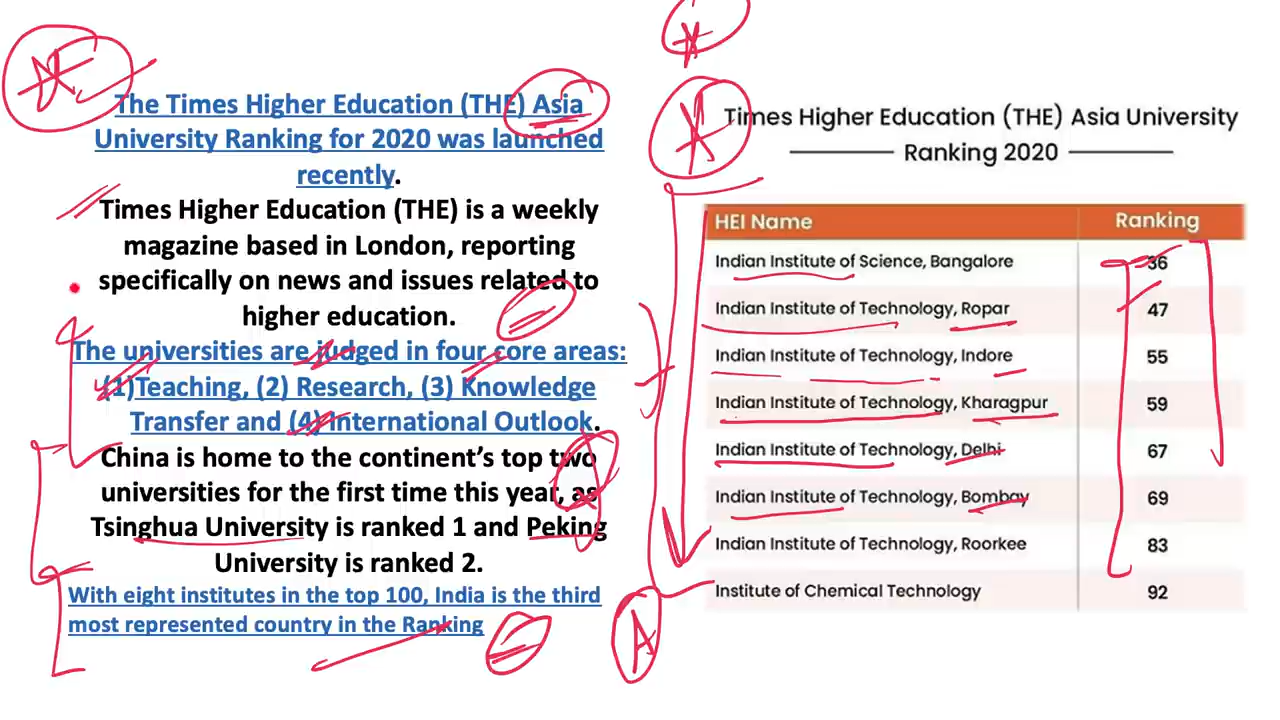 The Times Higher Education (THE) Asia
University Ranking for 2020 was launched
recently.
Times Higher Education (THE) is a weekly
magazine based in London, reporting
specifically on news and issues related to
higher education.
The universities are judged in four core areas:
(1)Teaching, (2) Research, (3) Knowledge
Transfer and (4) International Outlook.
China is home to the continent's top two
universities for the first time this year, as
Tsinghua University is ranked 1 and Peking
University is ranked 2.
With eight institutes in the top 100, India is the third
most represented country in the Ranking
Times Higher Education (THE) Asia University
Ranking 2020
HEI Name Ranking
Indian Institute of Science, Bangalore 36
Indian Institute of Technology, Ropar 47
Indian Institute of Technology, Indore 55
Indian Institute of Technology, Kharagpur 59
Indian Institute of Technology, Delhi 67
Indian Institute of Technology, Bombay 69
Indian Institute of Technology, Roorkee 83
Institute of Chemical Technology 92